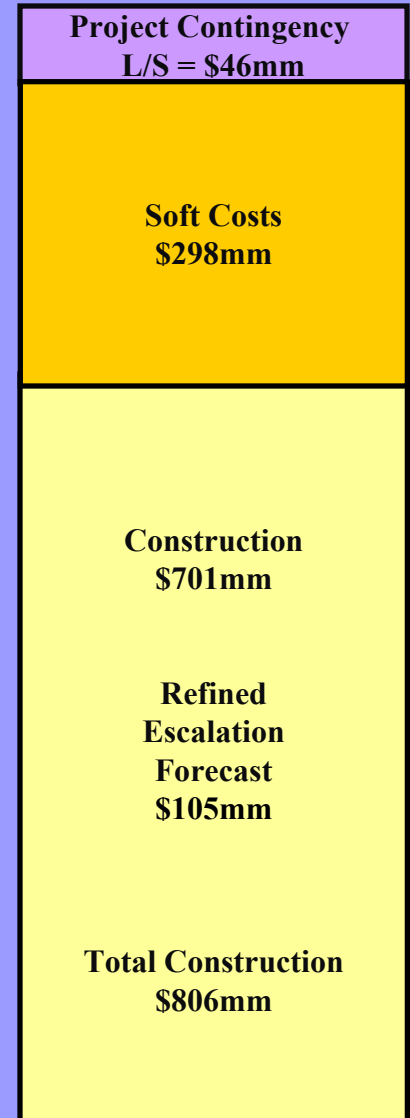 Project Contingency
L/S = $46mm
Soft Costs
$298mm
Construction
$701mm
Refined
Escalation
Forecast
$105mm
Total Construction
$806mm